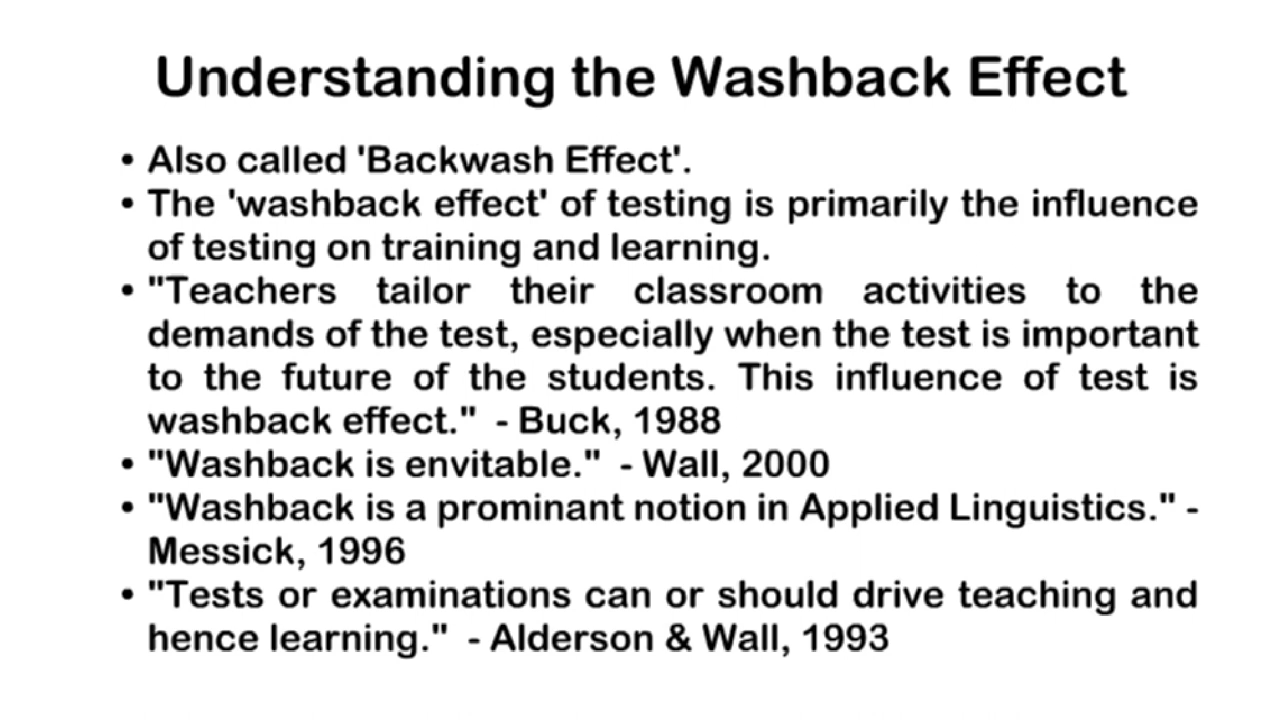 Understanding the Washback Effect
• Also called 'Backwash Effect'.
• The 'washback effect' of testing is primarily the influence
of testing on training and learning.
• "Teachers tailor their classroom activities to the
demands of the test, especially when the test is important
to the future of the students. This influence of test is
washback effect." - Buck, 1988
• "Washback is envitable." - Wall, 2000
• "Washback is a prominant notion in Applied Linguistics." -
Messick, 1996
• "Tests or examinations can or should drive teaching and
hence learning." - Alderson & Wall, 1993